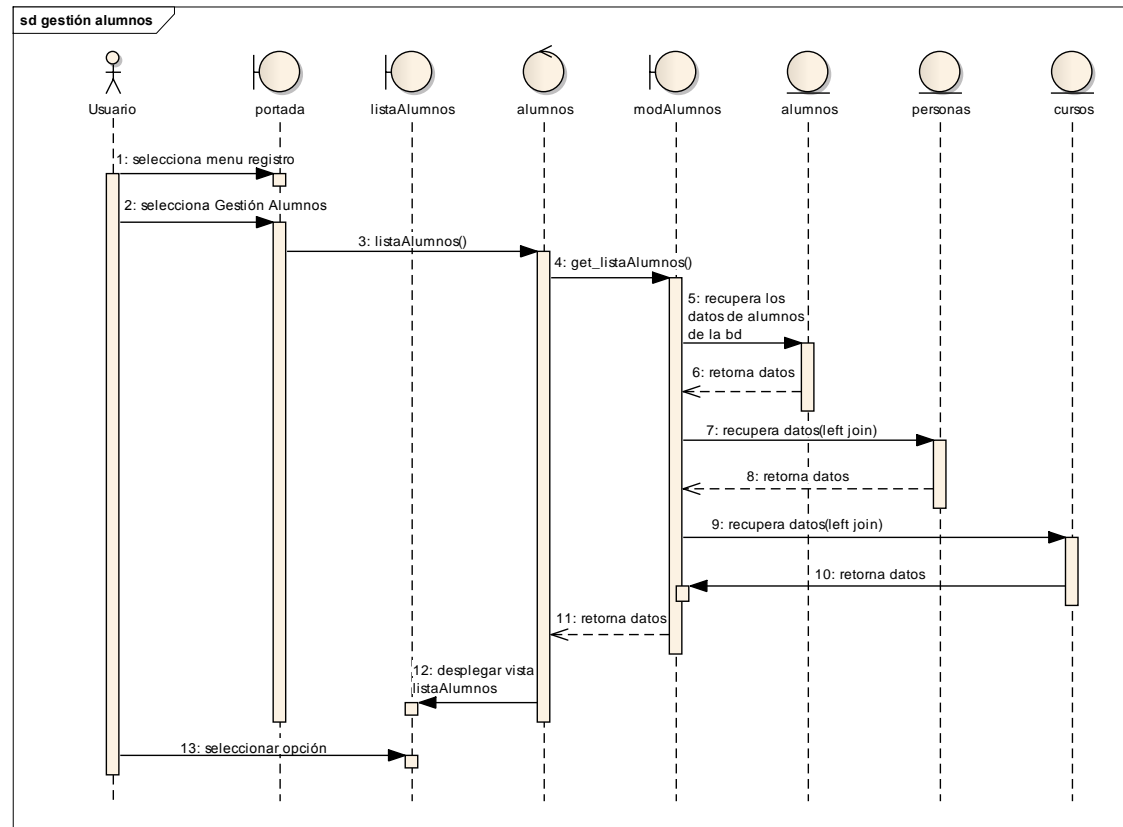 sd gestión alumnos
Usuario
portada
listaAlumnos
alumnos
modAlumnos
alumnos
personas
cursos
1: selecciona menu registro
2: selecciona Gestión Alumnos
3: listaAlumnos()
4: get_listaAlumnos()
5: recupera los
datos de alumnos
de la bd
6: retorna datos
7: recupera datos(left join)
8: retorna datos
9: recupera datos(left join)
10: retorna datos
11: retorna datos
12: desplegar vista
listaAlumnos
13: seleccionar opción